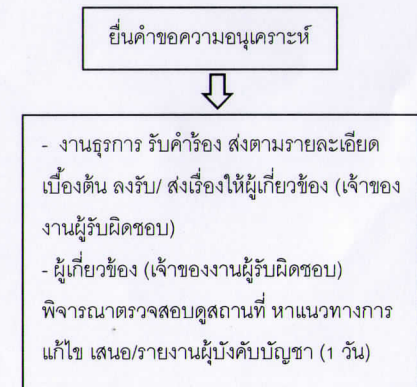 ยื่นคำขอความอนุเคราะห์
- งานธุรการ รับคำร้อง ส่งตามรายละเอียด
เบื้องต้น ลงรับ/ ส่งเรื่องให้ผู้เกี่ยวข้อง (เจ้าของ
งานผู้รับผิดชอบ)
- ผู้เกี่ยวข้อง (เจ้าของงานผู้รับผิดชอบ)
พิจารณาตรวจสอบดูสถานที่ หาแนวทางการ
แก้ไข เสนอ/รายงานผู้บังคับบัญชา (1 วัน)